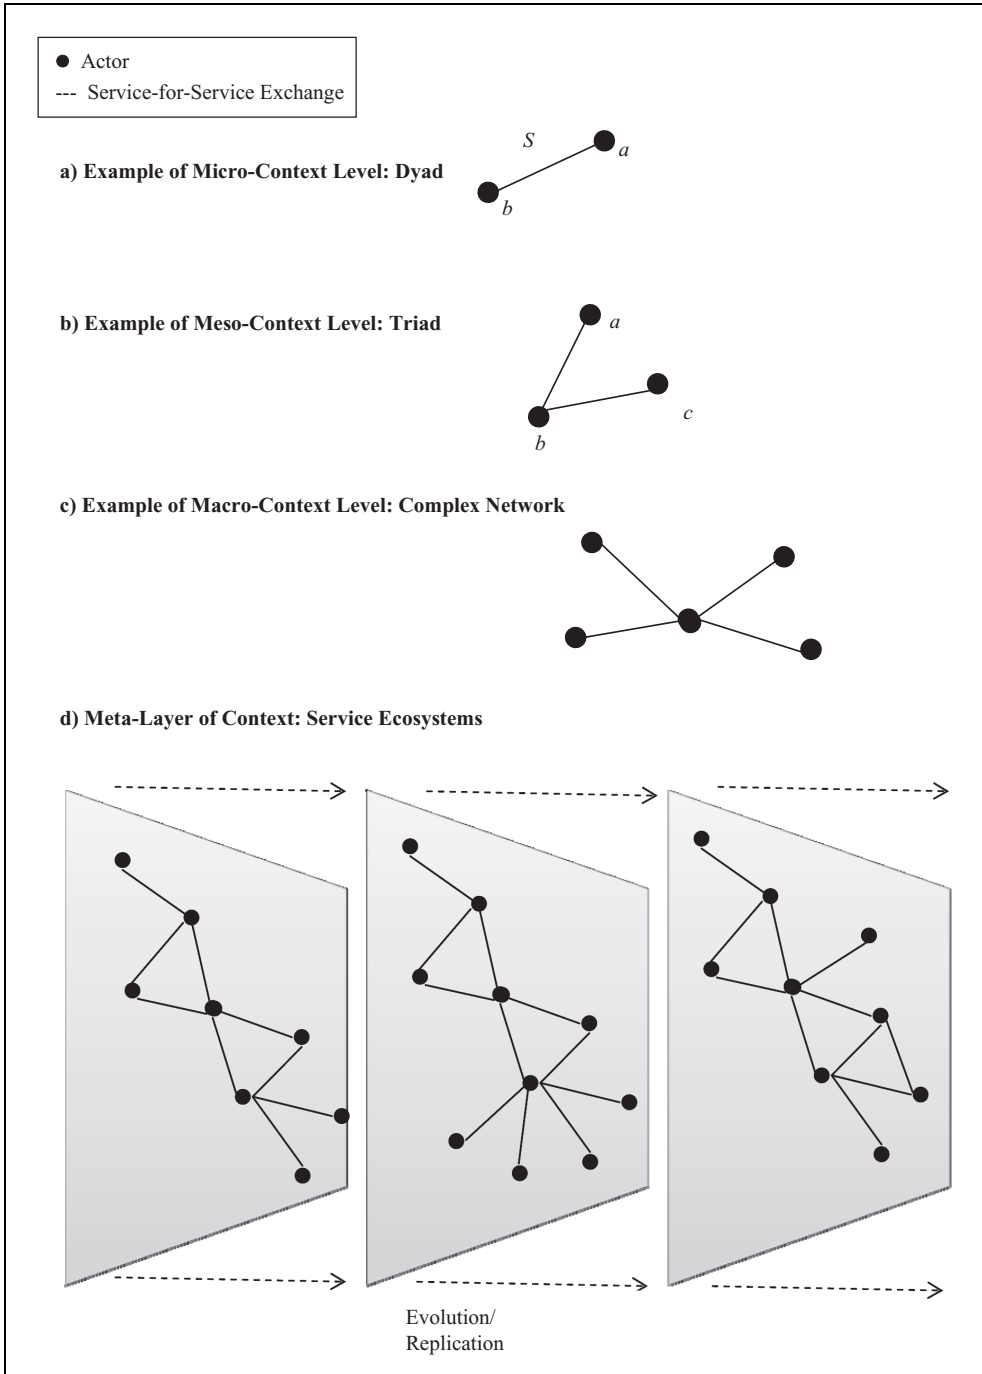 Actor
--- Service-for-Service Exchange
S
a
a) Example of Micro-Context Level: Dyad
b
b) Example of Meso-Context Level: Triad
a
c
b
c) Example of Macro-Context Level: Complex Network
d) Meta-Layer of Context: Service Ecosystems
Evolution/
Replication